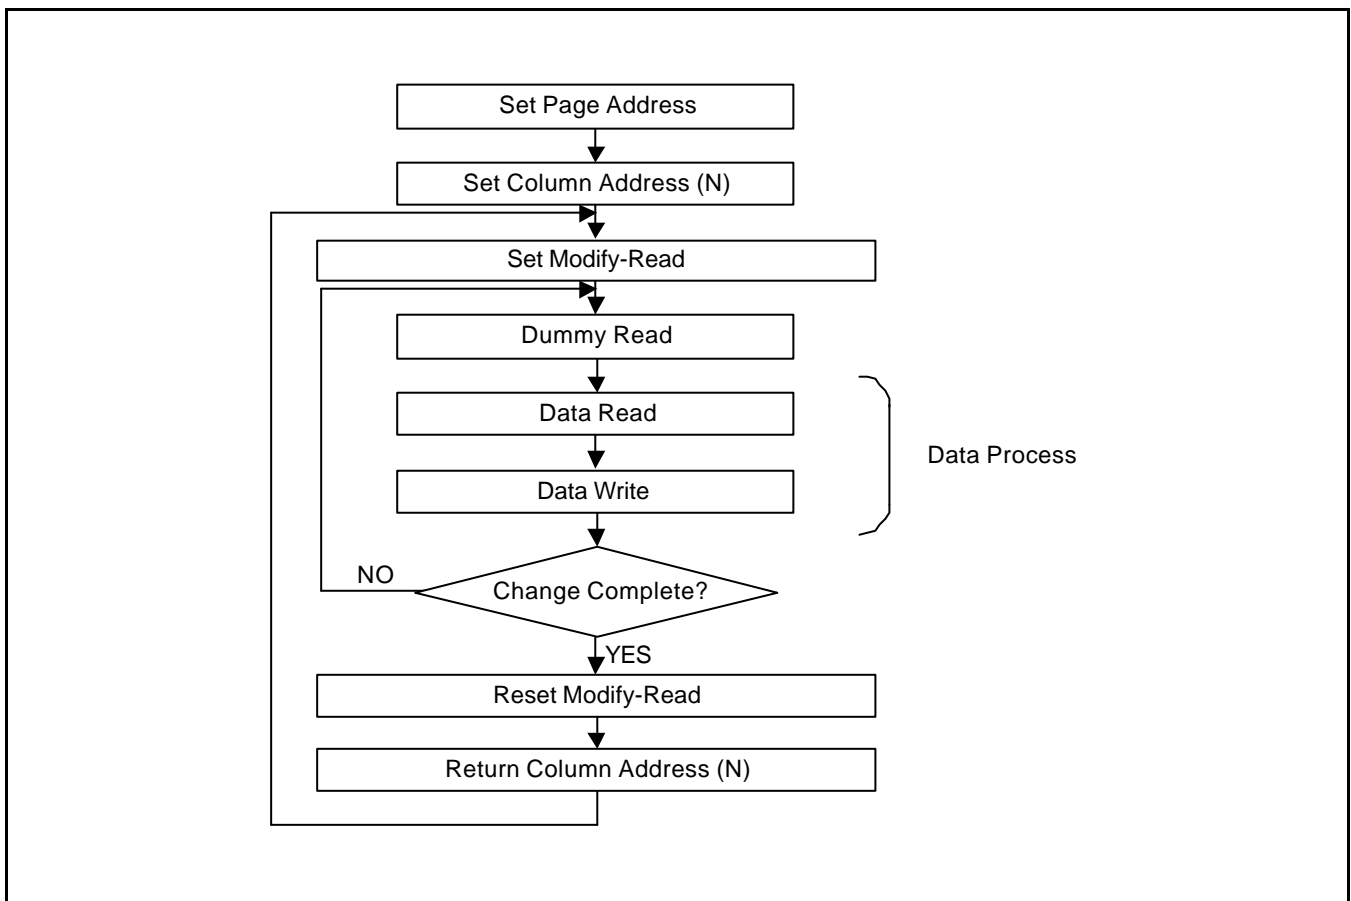 Set Page Address
Set Column Address (N)
Set Modify-Read
Dummy Read
Data Read
Data Process
Data Write
NO
Change Complete?
YES
Reset Modify-Read
Return Column Address (N)